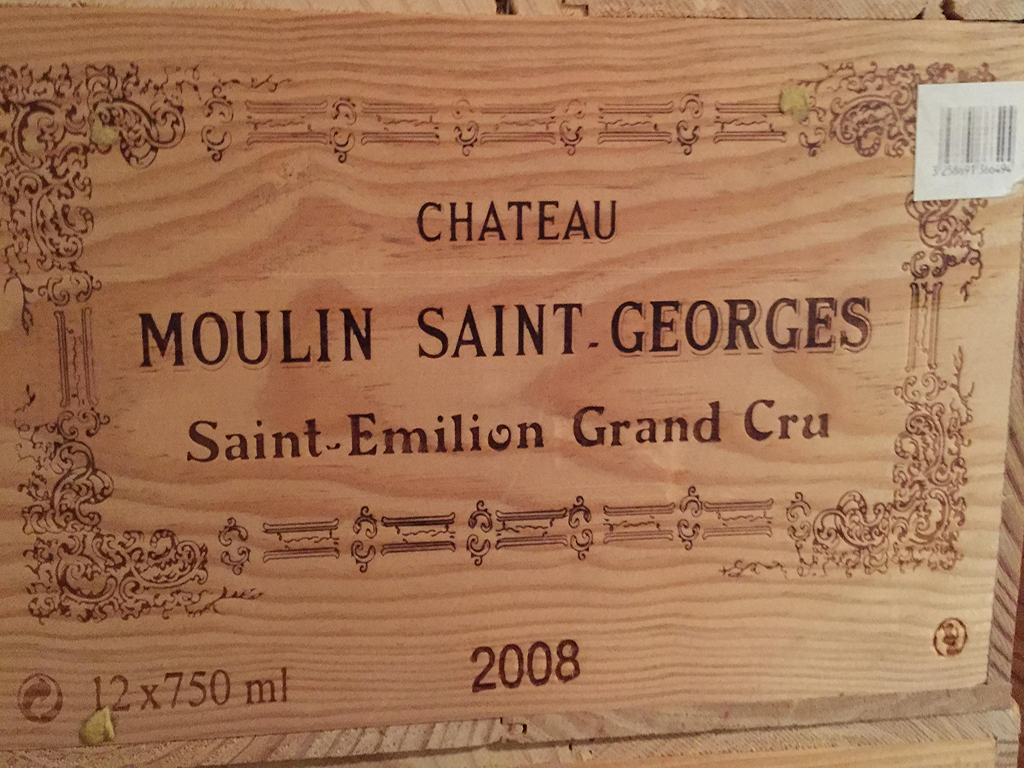 CHATEAU
MOULIN SAINT-GEORGES
Saint-Emilion Grand Cru
2008
12x750 ml